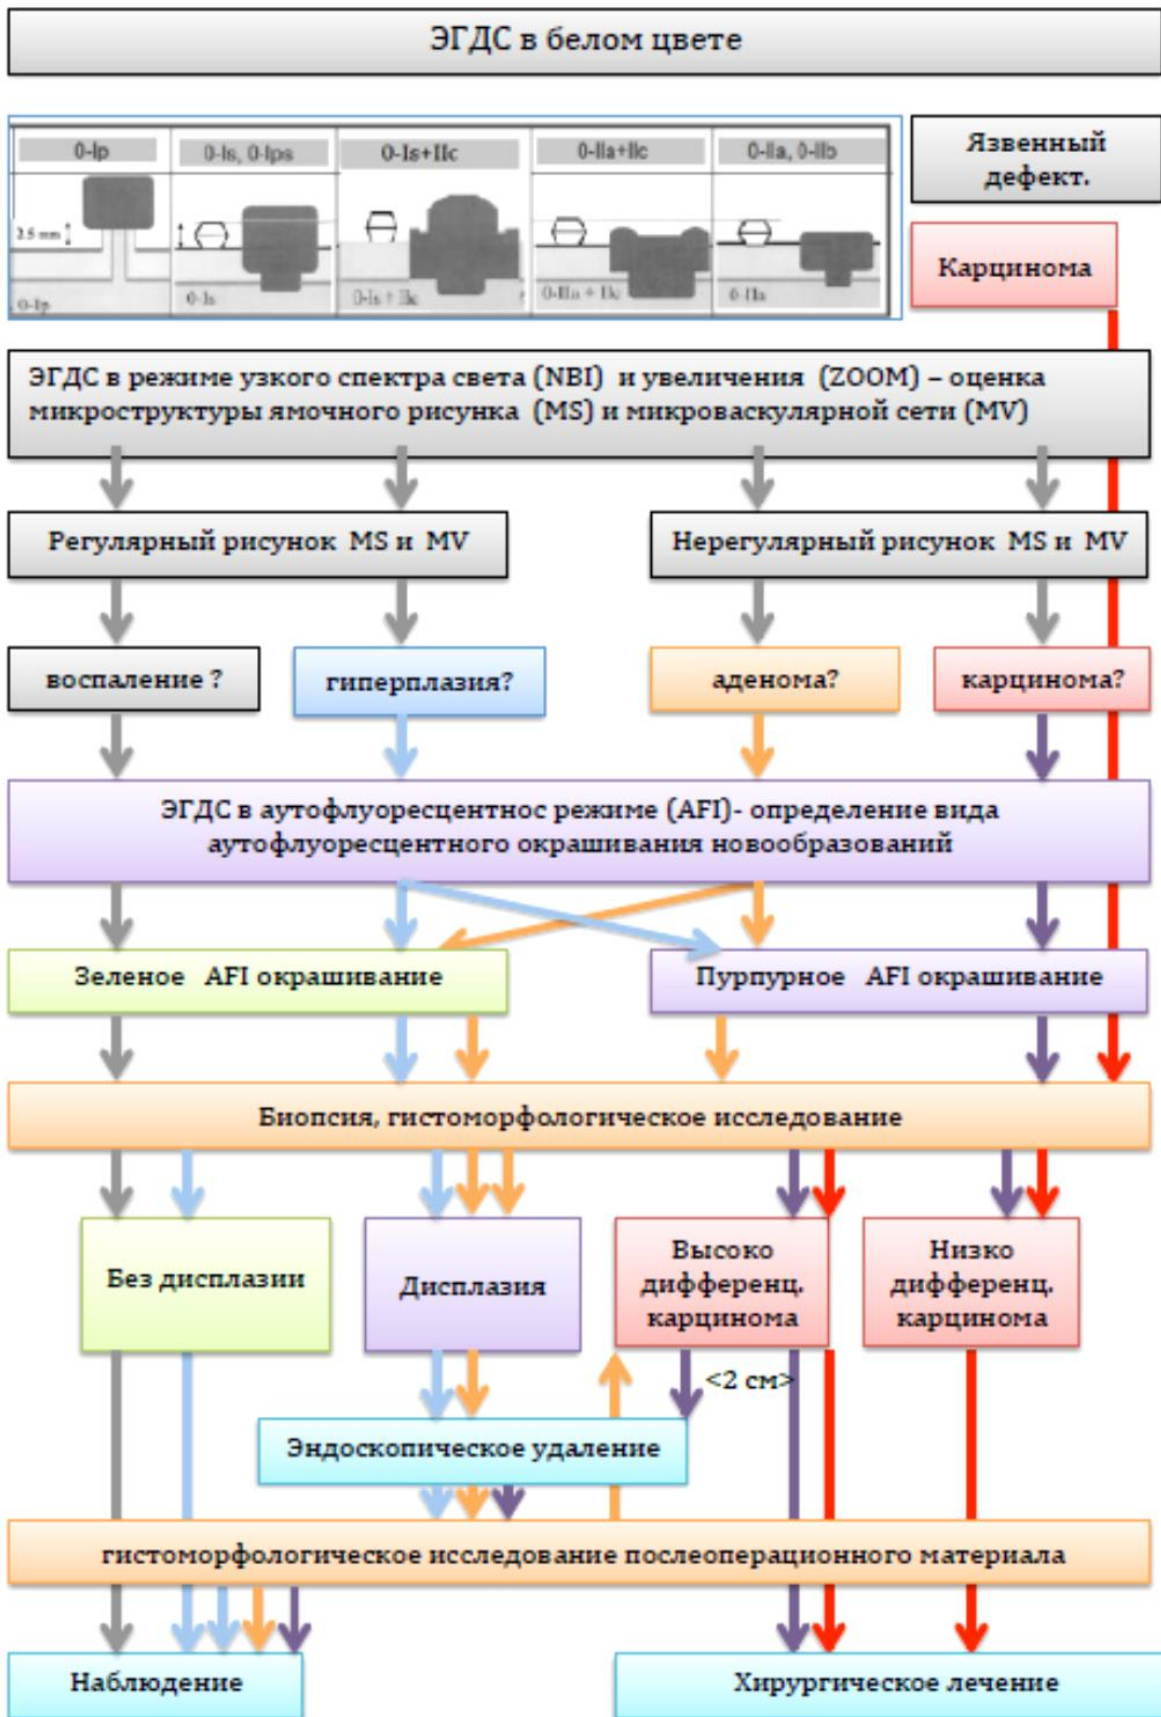 ЭГДС в белом цвете
0-Ip
0-Is, 0-Ips
0-Is+IIc
0-IIa+IIc
0-IIa, 0-IIb
2.5 mm
0-Ip
0-Is
0-Is + IIc
0-IIa + IIc
0-IIa
Язвенный
дефект.
Карцинома
ЭГДС в режиме узкого спектра света (NBI) и увеличения (ZOOM) – оценка
микроструктуры ямочного рисунка (MS) и микроваскулярной сети (MV)
Регулярный рисунок MS и MV
Нерегулярный рисунок MS и MV
воспаление ?
гиперплазия?
аденома?
карцинома?
ЭГДС в аутофлуоресцентнос режиме (AFI)- определение вида
аутофлуоресцентного окрашивания новообразований
Зеленое AFI окрашивание
Пурпурное AFI окрашивание
Биопсия, гистоморфологическое исследование
Без дисплазии
Дисплазия
Высоко
дифференц.
карцинома
Низко
дифференц.
карцинома
<2 см>
Эндоскопическое удаление
гистоморфологическое исследование послеоперационного материала
Наблюдение
Хирургическое лечение